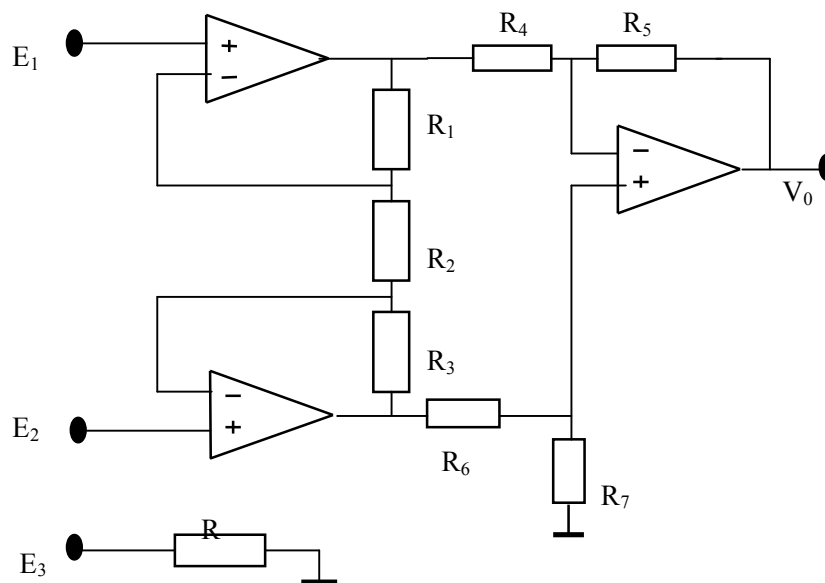 E₁
+
−
R₄
R₅
R₁
−
+
V₀
R₂
R₃
−
+
E₂
R₆
R₇
R
E₃